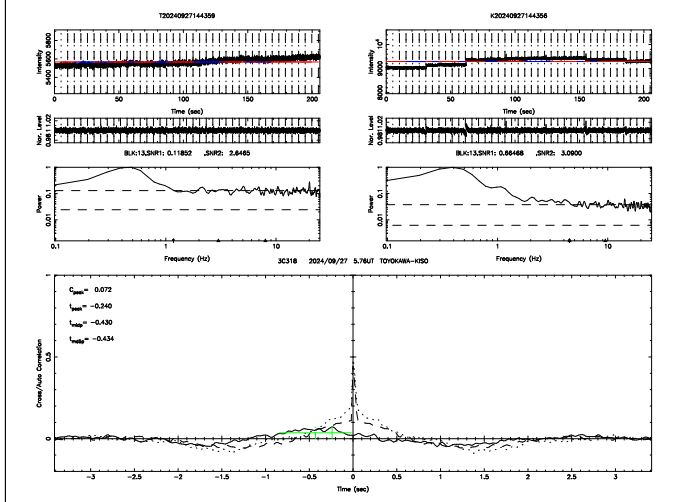 T20240927144359
K20240927144356
Intensity
5400 5600 5800
Intensity
8000 9000 10⁴
0 50 100 150 200
Time (sec)
0 50 100 150 200
Time (sec)
Nor. Level
0.98 1 1.02
Nor. Level
0.98 1 1.02
BLK:13,SNR1: 0.11852 ,SNR2: 2.6465
BLK:13,SNR1: 0.66468 ,SNR2: 3.0900
Power
0.01 0.1 1
Power
0.01 0.1 1
0.1 1 10
Frequency (Hz)
0.1 1 10
Frequency (Hz)
3C318 2024/09/27 5.76UT TOYOKAWA-KISO
Cpeak= 0.072
tpeak= -0.240
tmidp= -0.430
Cross/Auto Correlation
0 0.5 1
-3 -2.5 -2 -1.5 -1 -0.5 0 0.5 1 1.5 2 2.5 3
Time (sec)